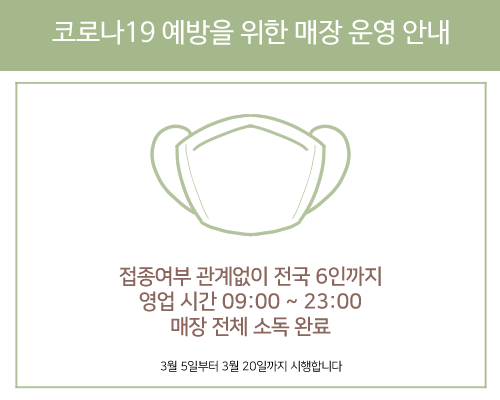 코로나19 예방을 위한 매장 운영 안내
접종여부 관계없이 전국 6인까지
영업 시간 09:00 ~ 23:00
매장 전체 소독 완료
3월 5일부터 3월 20일까지 시행합니다